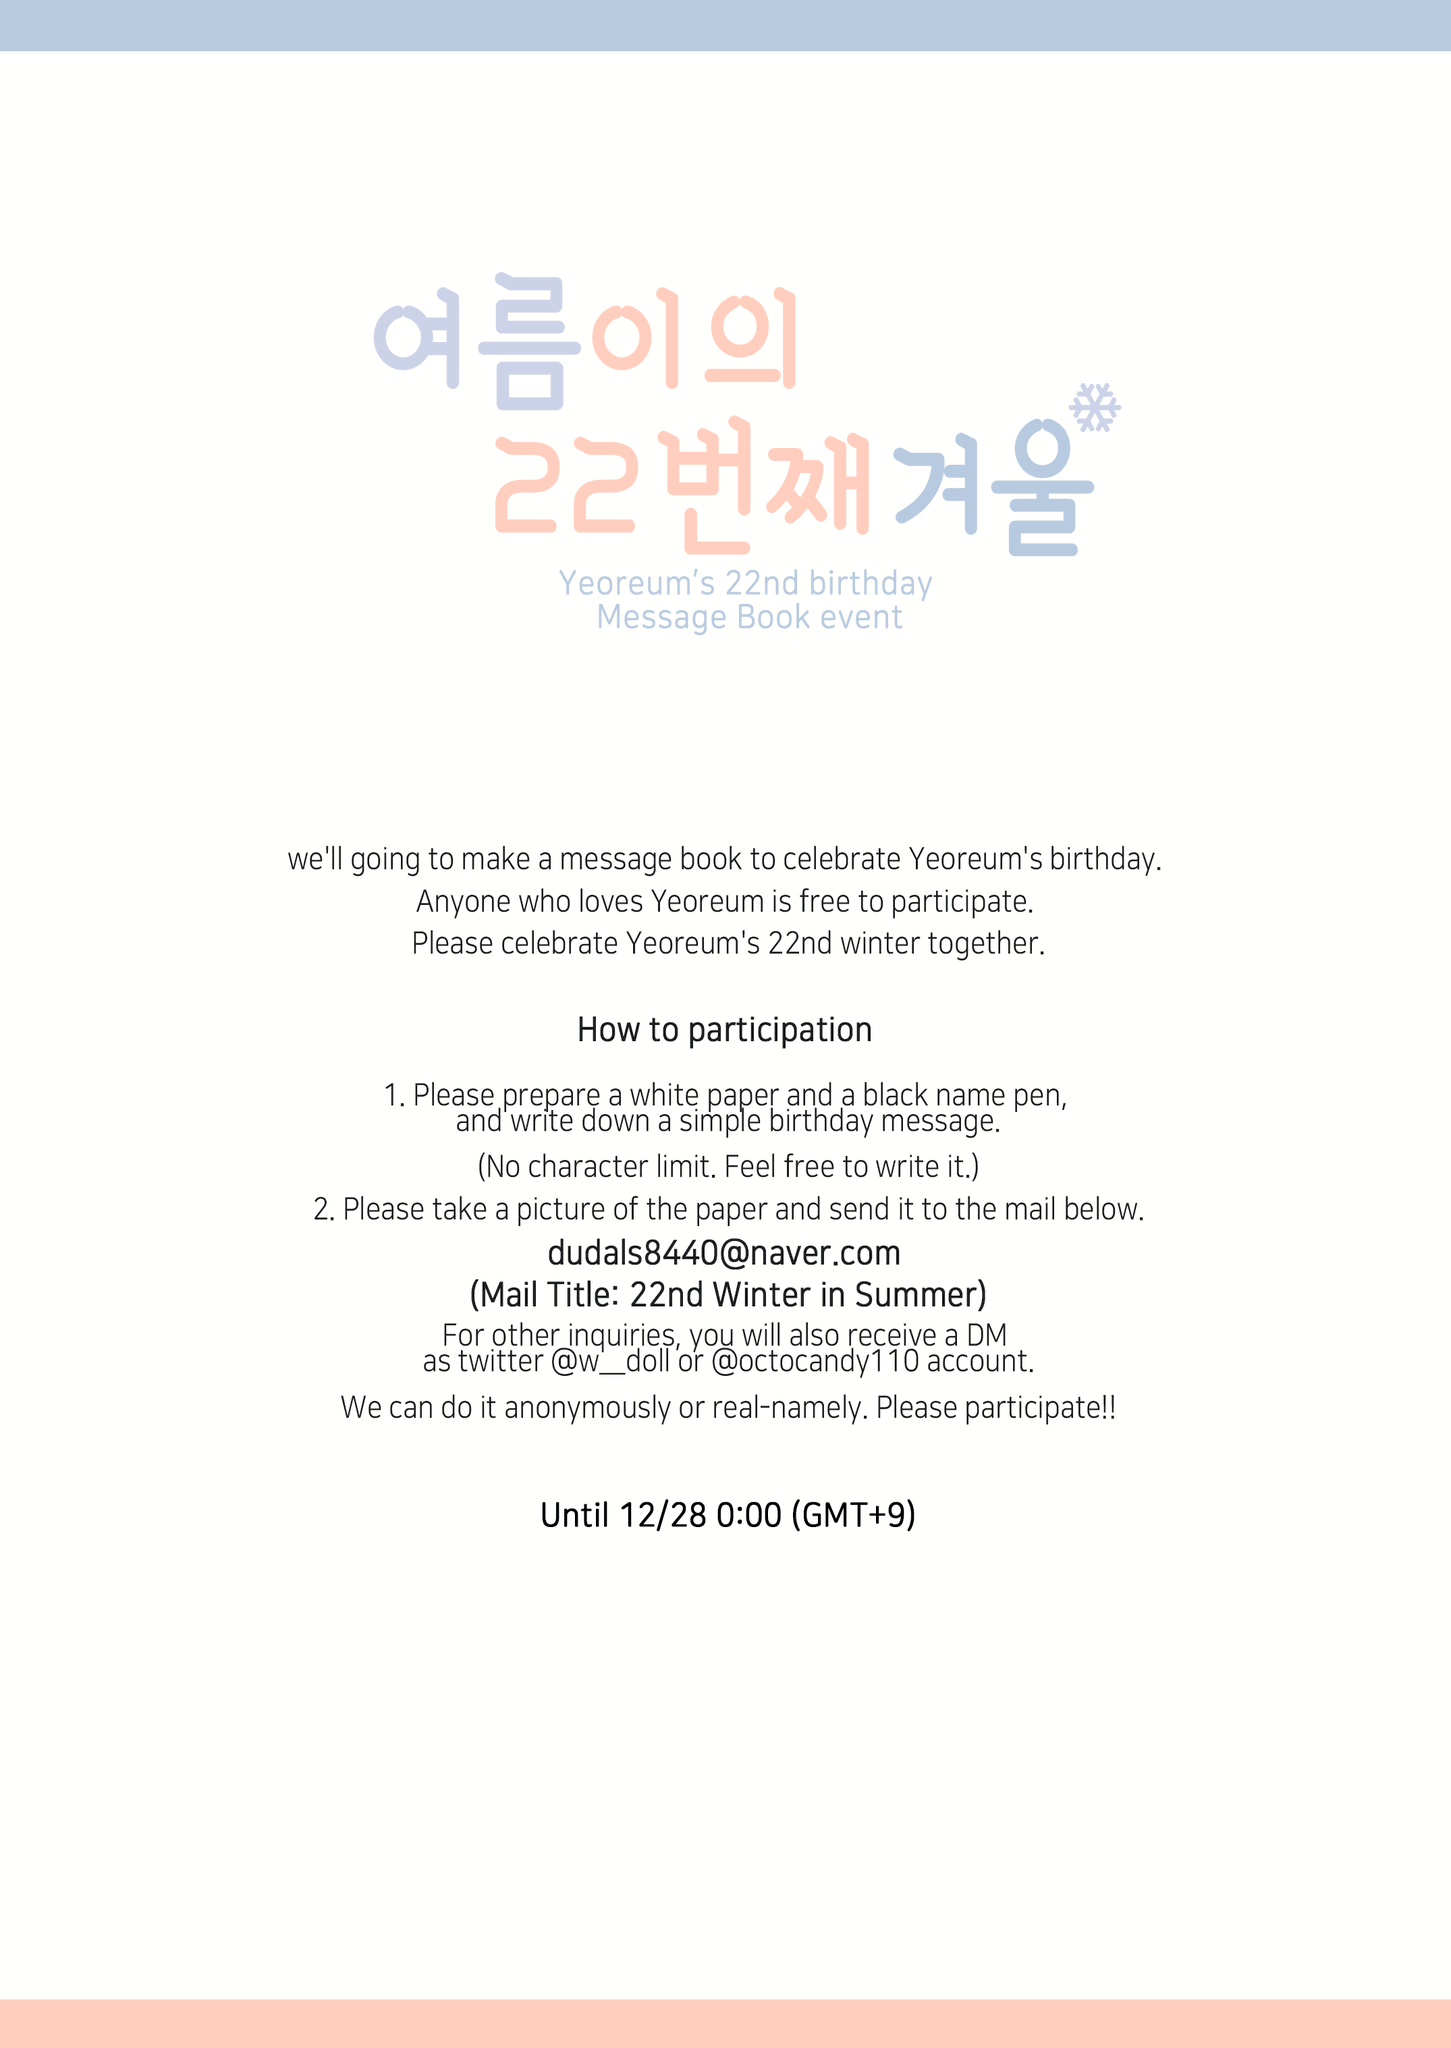 여름이의
22번째겨울
Yeoreum's 22nd birthday
Message Book event
we'll going to make a message book to celebrate Yeoreum's birthday.
Anyone who loves Yeoreum is free to participate.
Please celebrate Yeoreum's 22nd winter together.
How to participation
1. Please prepare a white paper and a black name pen,
and write down a simple birthday message.
(No character limit. Feel free to write it.)
2. Please take a picture of the paper and send it to the mail below.
dudals8440@naver.com
(Mail Title: 22nd Winter in Summer)
For other inquiries, you will also receive a DM
as twitter @w__doll or @octocandy110 account.
We can do it anonymously or real-namely. Please participate!!
Until 12/28 0:00 (GMT+9)